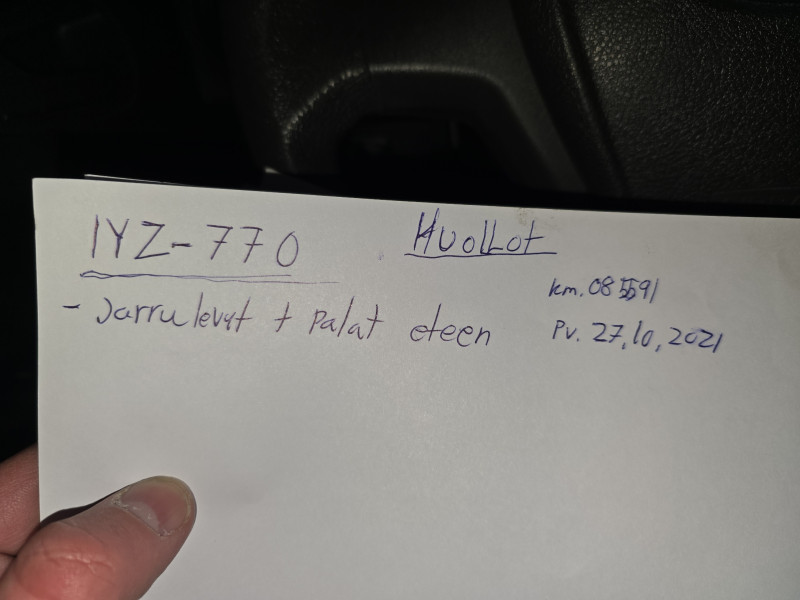 IYZ-770 Huollot
km. 085591
- Jarrulevyt + Palat eteen
Pv. 27.10.2021